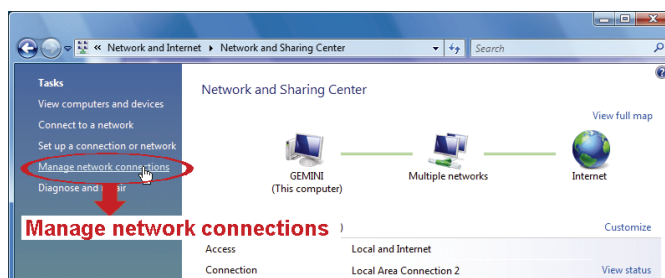 « Network and Internet ▸ Network and Sharing Center
Search
Tasks
View computers and devices
Connect to a network
Set up a connection or network
Manage network connections
Diagnose and
Network and Sharing Center
View full map
GEMINI
(This computer)
Multiple networks
Internet
Manage network connections
)
Customize
Access
Local and Internet
Connection
Local Area Connection 2
View status